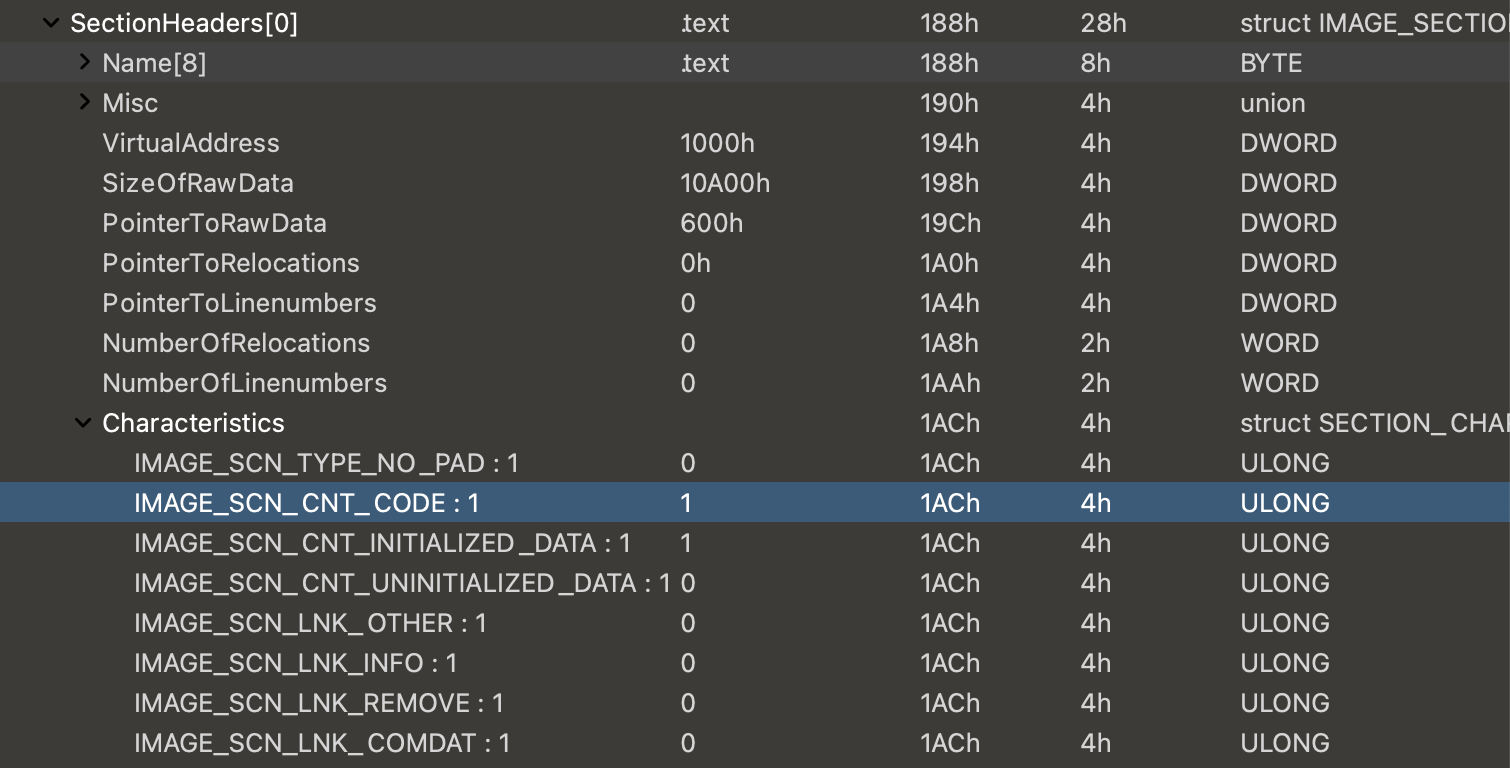 SectionHeaders[0] .text 188h 28h struct IMAGE_SECTIO
Name[8] .text 188h 8h BYTE
Misc 190h 4h union
VirtualAddress 1000h 194h 4h DWORD
SizeOfRawData 10A00h 198h 4h DWORD
PointerToRawData 600h 19Ch 4h DWORD
PointerToRelocations 0h 1A0h 4h DWORD
PointerToLinenumbers 0 1A4h 4h DWORD
NumberOfRelocations 0 1A8h 2h WORD
NumberOfLinenumbers 0 1AAh 2h WORD
Characteristics 1ACh 4h struct SECTION_CHAR
IMAGE_SCN_TYPE_NO_PAD : 1 0 1ACh 4h ULONG
IMAGE_SCN_CNT_CODE : 1 1 1ACh 4h ULONG
IMAGE_SCN_CNT_INITIALIZED_DATA : 1 1 1ACh 4h ULONG
IMAGE_SCN_CNT_UNINITIALIZED_DATA : 1 0 1ACh 4h ULONG
IMAGE_SCN_LNK_OTHER : 1 0 1ACh 4h ULONG
IMAGE_SCN_LNK_INFO : 1 0 1ACh 4h ULONG
IMAGE_SCN_LNK_REMOVE : 1 0 1ACh 4h ULONG
IMAGE_SCN_LNK_COMDAT : 1 0 1ACh 4h ULONG